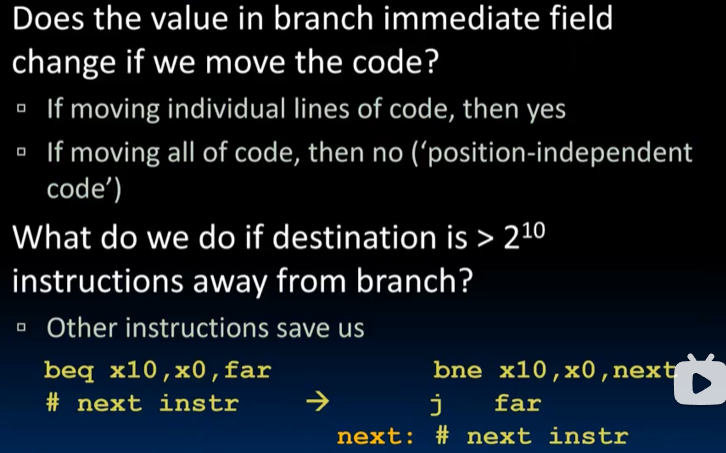 Does the value in branch immediate field
change if we move the code?
▫ If moving individual lines of code, then yes
▫ If moving all of code, then no (‘position-independent
code’)
What do we do if destination is > 2¹⁰
instructions away from branch?
▫ Other instructions save us
beq x10,x0,far bne x10,x0,next
# next instr → j far
next: # next instr